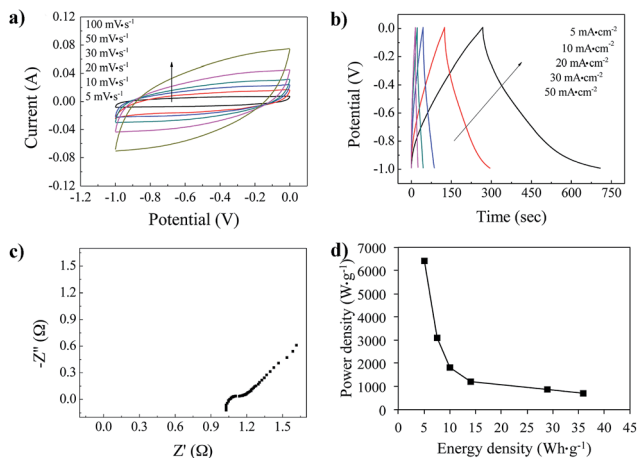 a)
100 mV·s⁻¹
50 mV·s⁻¹
30 mV·s⁻¹
20 mV·s⁻¹
10 mV·s⁻¹
5 mV·s⁻¹
Current (A)
0.12
0.08
0.04
0.00
-0.04
-0.08
-0.12
-1.0 -0.8 -0.6 -0.4 -0.2 0.0
Potential (V)
b)
5 mA·cm⁻²
10 mA·cm⁻²
20 mA·cm⁻²
30 mA·cm⁻²
50 mA·cm⁻²
Potential (V)
0.0
-0.2
-0.4
-0.6
-0.8
-1.0
0 150 300 450 600 750
Time (sec)
c)
-Z'' (Ω)
1.5
1.2
0.9
0.6
0.3
0.0
0.0 0.3 0.6 0.9 1.2 1.5
Z' (Ω)
d)
Power density (W·g⁻¹)
7000
6000
5000
4000
3000
2000
1000
0
0 5 10 15 20 25 30 35 40 45
Energy density (Wh·g⁻¹)